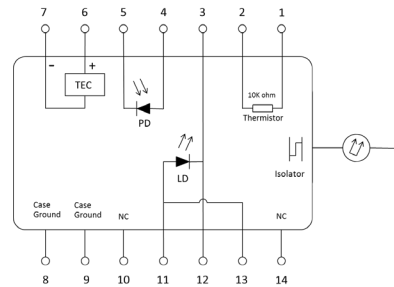 7 6 5 4 3 2 1
- +
TEC
10K ohm
Thermistor
PD
LD
Isolator
Case
Ground
Case
Ground
NC
NC
8 9 10 11 12 13 14